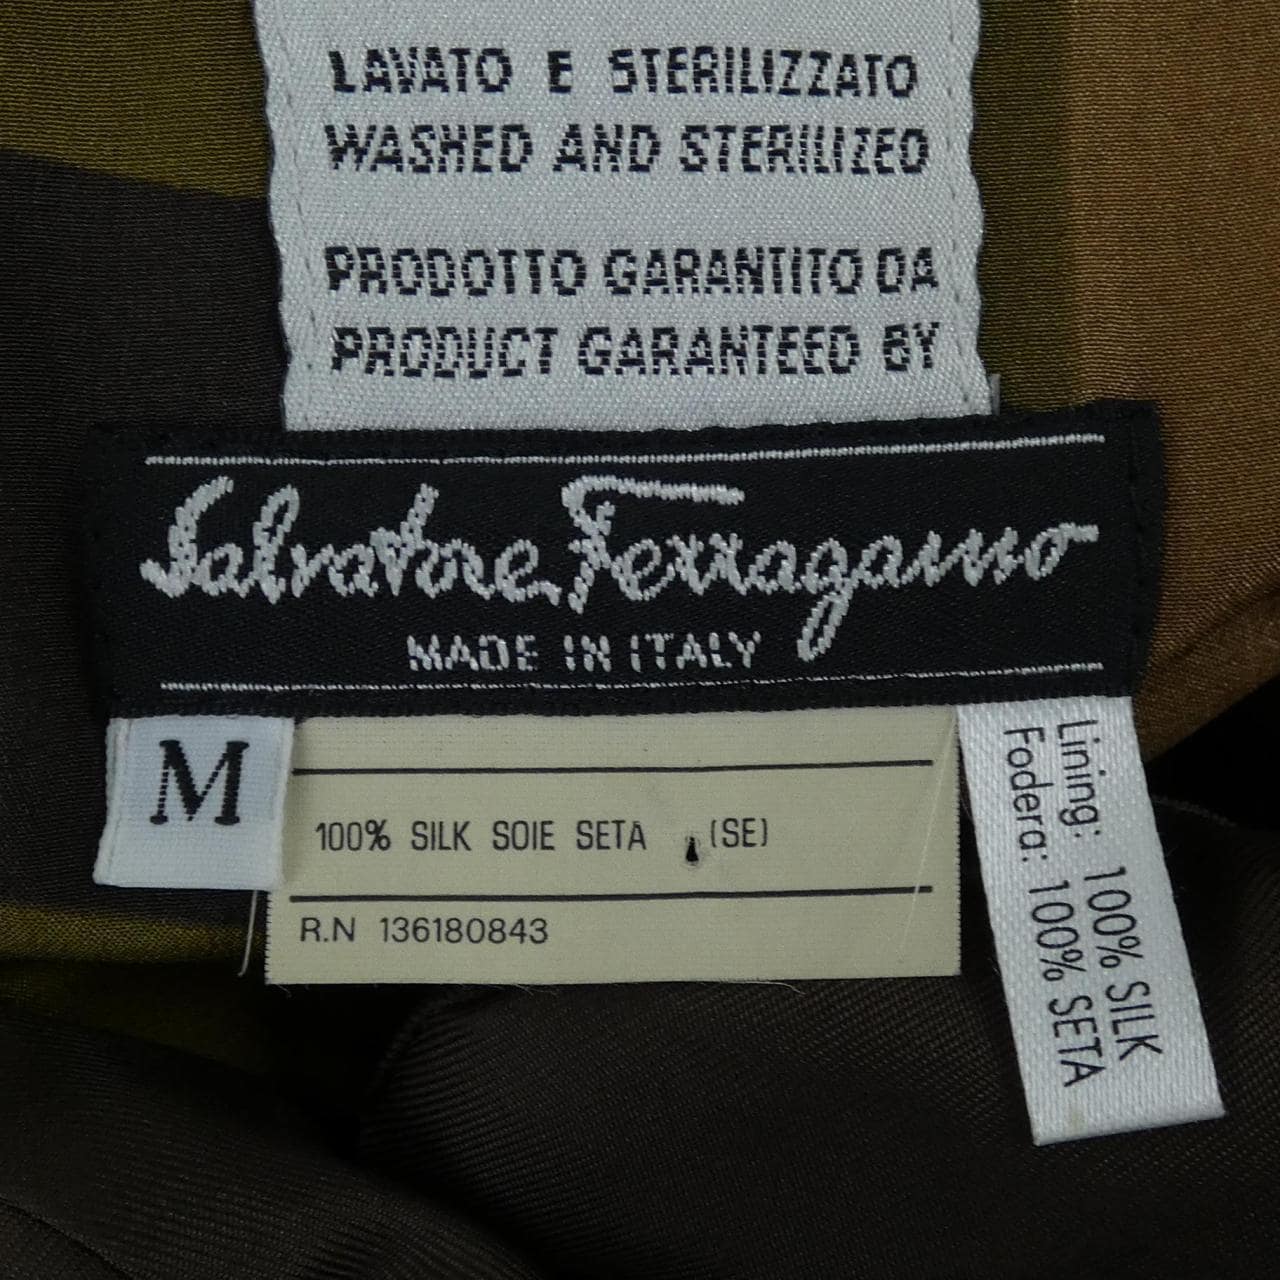 LAVATO E STERILIZZATO
WASHED AND STERILIZED
PRODOTTO GARANTITO DA
PRODUCT GARANTEED BY
Salvatore Ferragamo
MADE IN ITALY
M
100% SILK SOIE SETA (SE)
R.N 136180843
Lining: 100% SILK
Fodera: 100% SETA